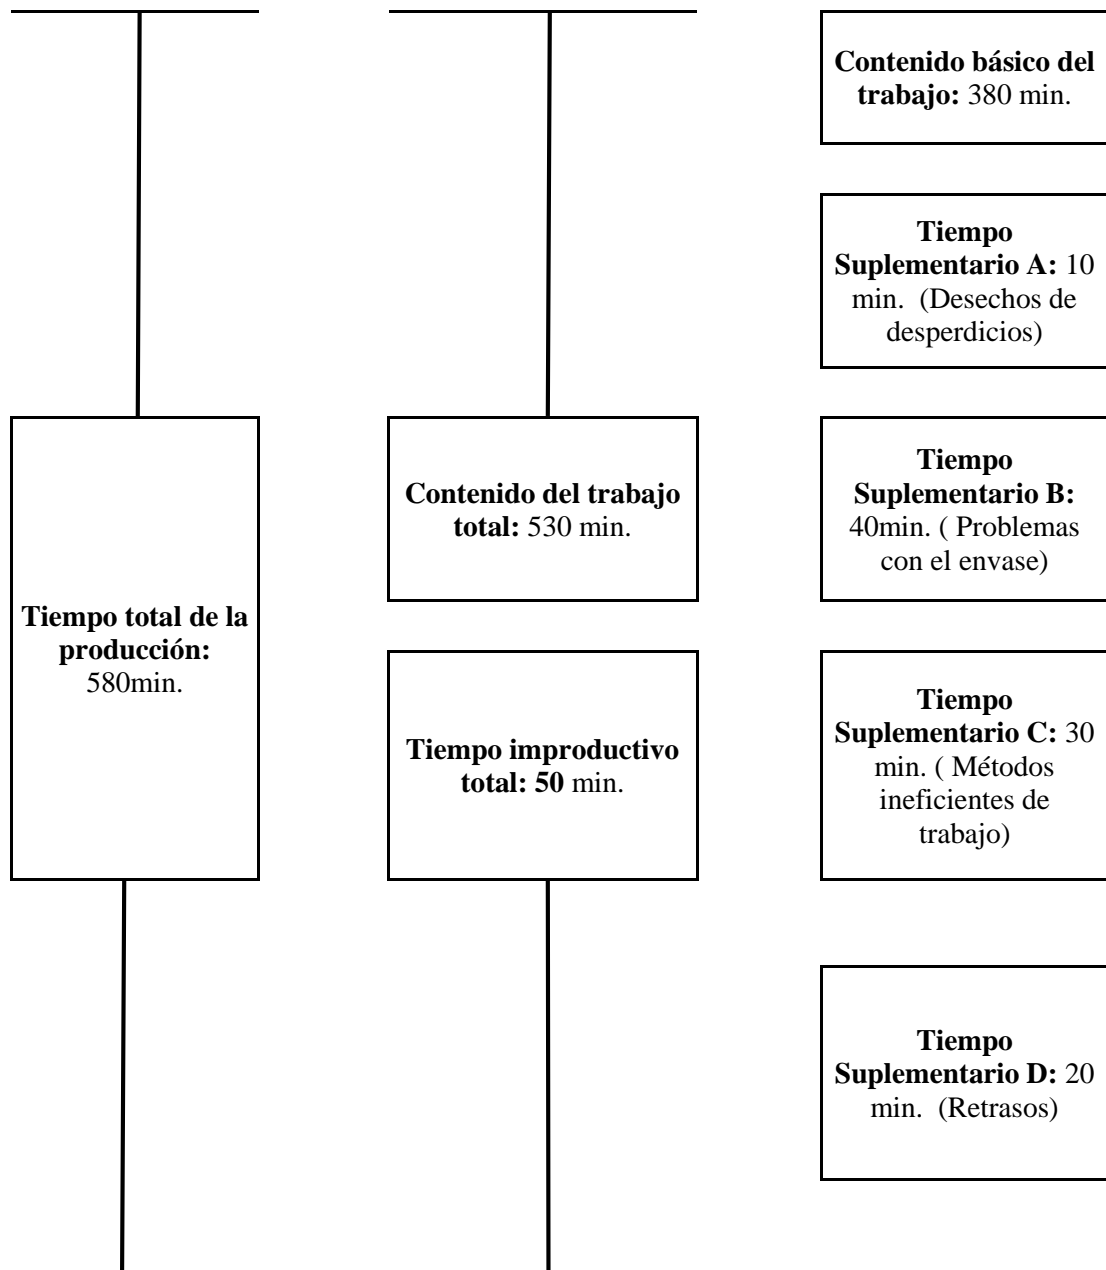 Contenido básico del
trabajo: 380 min.
Tiempo
Suplementario A: 10
min. (Desechos de
desperdicios)
Tiempo total de la
producción:
580min.
Contenido del trabajo
total: 530 min.
Tiempo improductivo
total: 50 min.
Tiempo
Suplementario B:
40min. ( Problemas
con el envase)
Tiempo
Suplementario C: 30
min. ( Métodos
ineficientes de
trabajo)
Tiempo
Suplementario D: 20
min. (Retrasos)